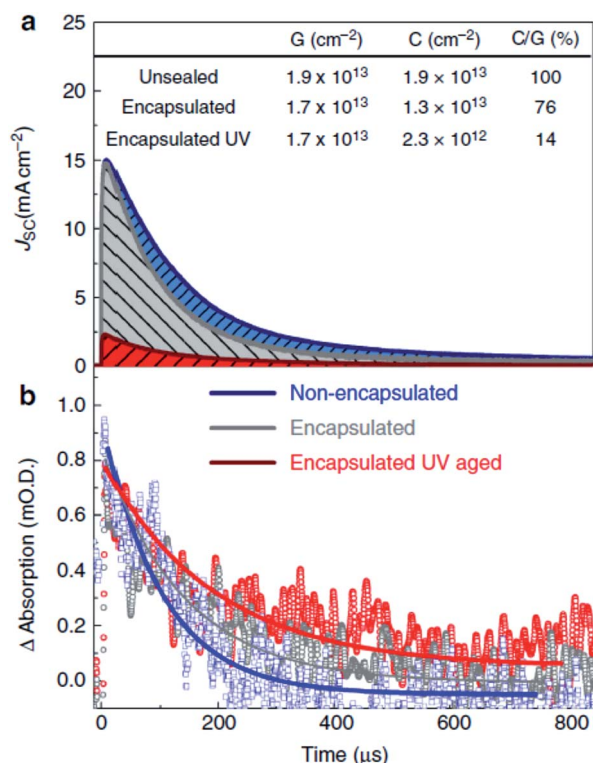 a
G (cm⁻²) C (cm⁻²) C/G (%)
Unsealed 1.9 x 10¹³ 1.9 × 10¹³ 100
Encapsulated 1.7 x 10¹³ 1.3 × 10¹³ 76
Encapsulated UV 1.7 x 10¹³ 2.3 × 10¹² 14
25
20
15
10
5
0
J_SC(mA cm⁻²)
b
Non-encapsulated
Encapsulated
Encapsulated UV aged
1.0
0.8
0.6
0.4
0.2
0.0
Δ Absorption (mO.D.)
0 200 400 600 800
Time (μs)